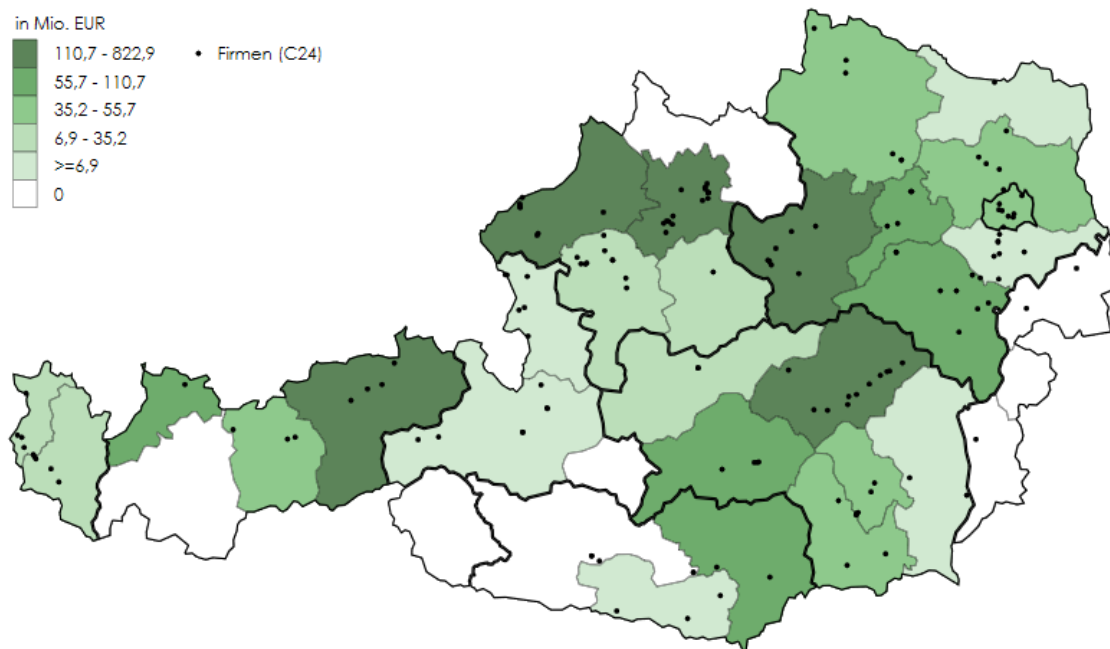 in Mio. EUR
110,7 - 822,9
55,7 - 110,7
35,2 - 55,7
6,9 - 35,2
>=6,9
0
Firmen (C24)